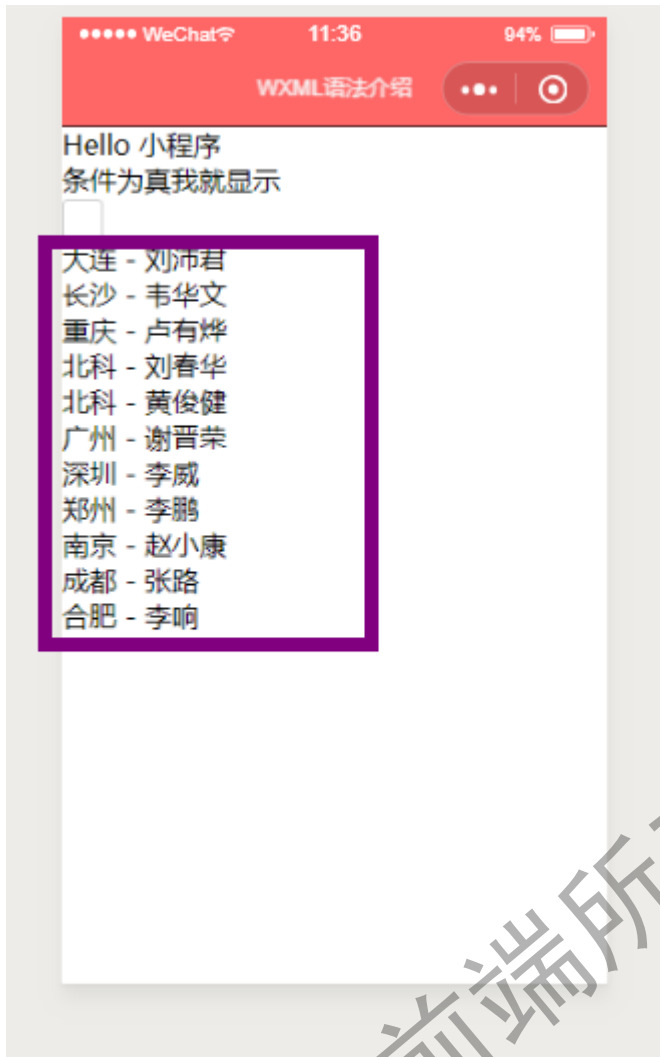 WeChat 11:36 94%
WXML语法介绍
Hello 小程序
条件为真我就显示
大连 - 刘沛君
长沙 - 韦华文
重庆 - 卢有烨
北科 - 刘春华
北科 - 黄俊健
广州 - 谢晋荣
深圳 - 李威
郑州 - 李鹏
南京 - 赵小康
成都 - 张路
合肥 - 李响
前端所